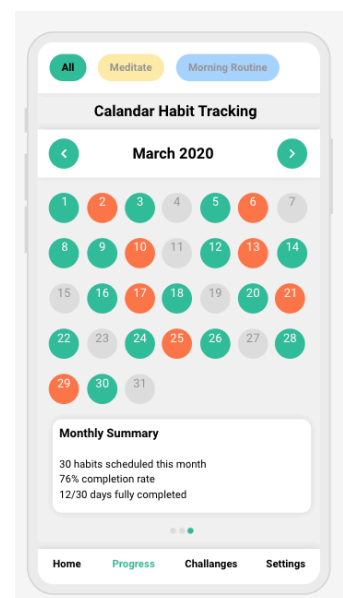 All Meditate Morning Routine
Calandar Habit Tracking
March 2020
1 2 3 4 5 6 7
8 9 10 11 12 13 14
15 16 17 18 19 20 21
22 23 24 25 26 27 28
29 30 31
Monthly Summary
30 habits scheduled this month
76% completion rate
12/30 days fully completed
Home Progress Challanges Settings